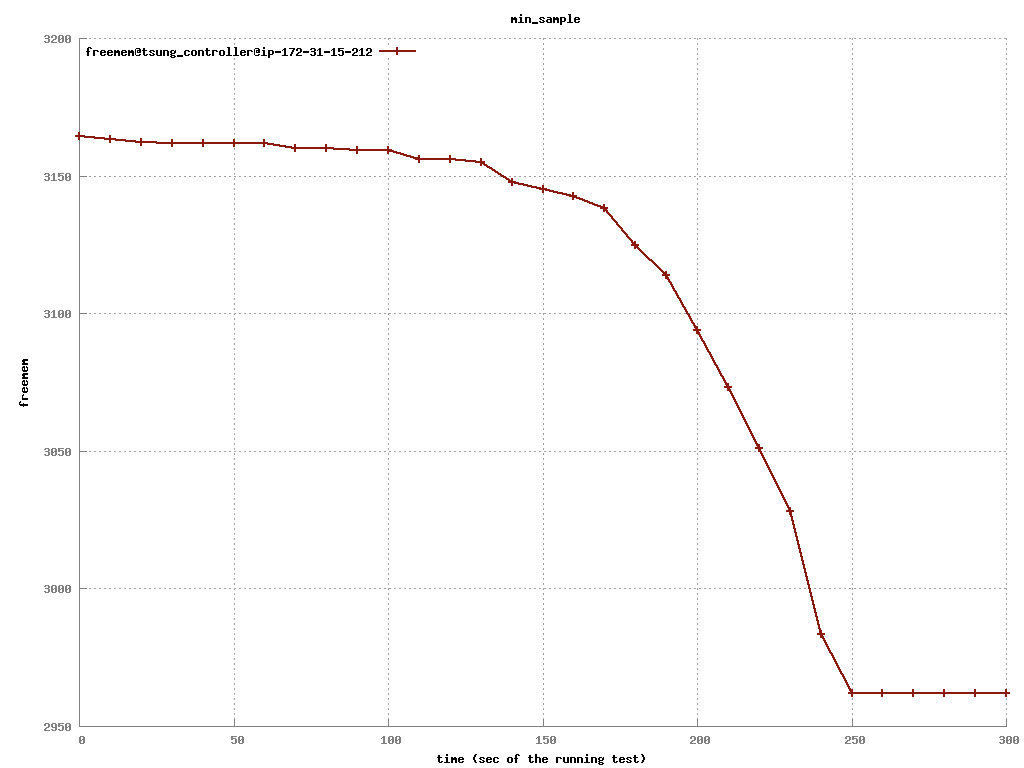 min_sample
freemem@tsung_controller@ip-172-31-15-212
3200
3150
3100
3050
3000
2950
freemem
0 50 100 150 200 250 300
time (sec of the running test)